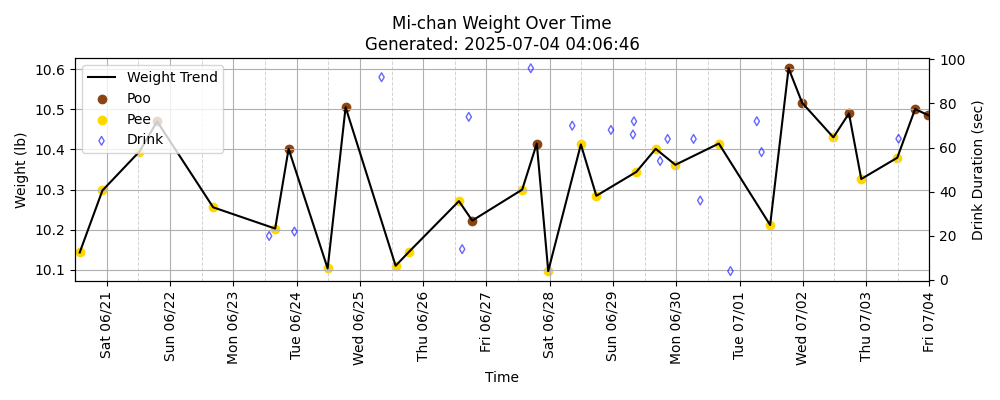 Mi-chan Weight Over Time
Generated: 2025-07-04 04:06:46
Weight (lb)
10.6
10.5
10.4
10.3
10.2
10.1
Weight Trend
Poo
Pee
Drink
100
80
60
40
20
0
Drink Duration (sec)
Sat 06/21
Sun 06/22
Mon 06/23
Tue 06/24
Wed 06/25
Thu 06/26
Fri 06/27
Sat 06/28
Sun 06/29
Mon 06/30
Tue 07/01
Wed 07/02
Thu 07/03
Fri 07/04
Time